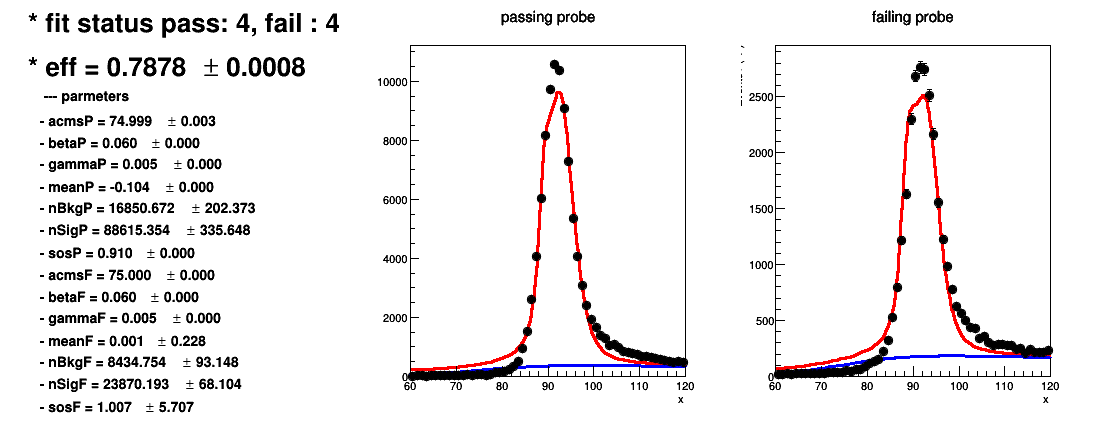 * fit status pass: 4, fail : 4
* eff = 0.7878 ± 0.0008
--- parmeters
- acmsP = 74.999 ± 0.003
- betaP = 0.060 ± 0.000
- gammaP = 0.005 ± 0.000
- meanP = -0.104 ± 0.000
- nBkgP = 16850.672 ± 202.373
- nSigP = 88615.354 ± 335.648
- sosP = 0.910 ± 0.000
- acmsF = 75.000 ± 0.000
- betaF = 0.060 ± 0.000
- gammaF = 0.005 ± 0.000
- meanF = 0.001 ± 0.228
- nBkgF = 8434.754 ± 93.148
- nSigF = 23870.193 ± 68.104
- sosF = 1.007 ± 5.707
passing probe
10000
8000
6000
4000
2000
0
60 70 80 90 100 110 120
x
failing probe
2500
2000
1500
1000
500
0
60 70 80 90 100 110 120
x